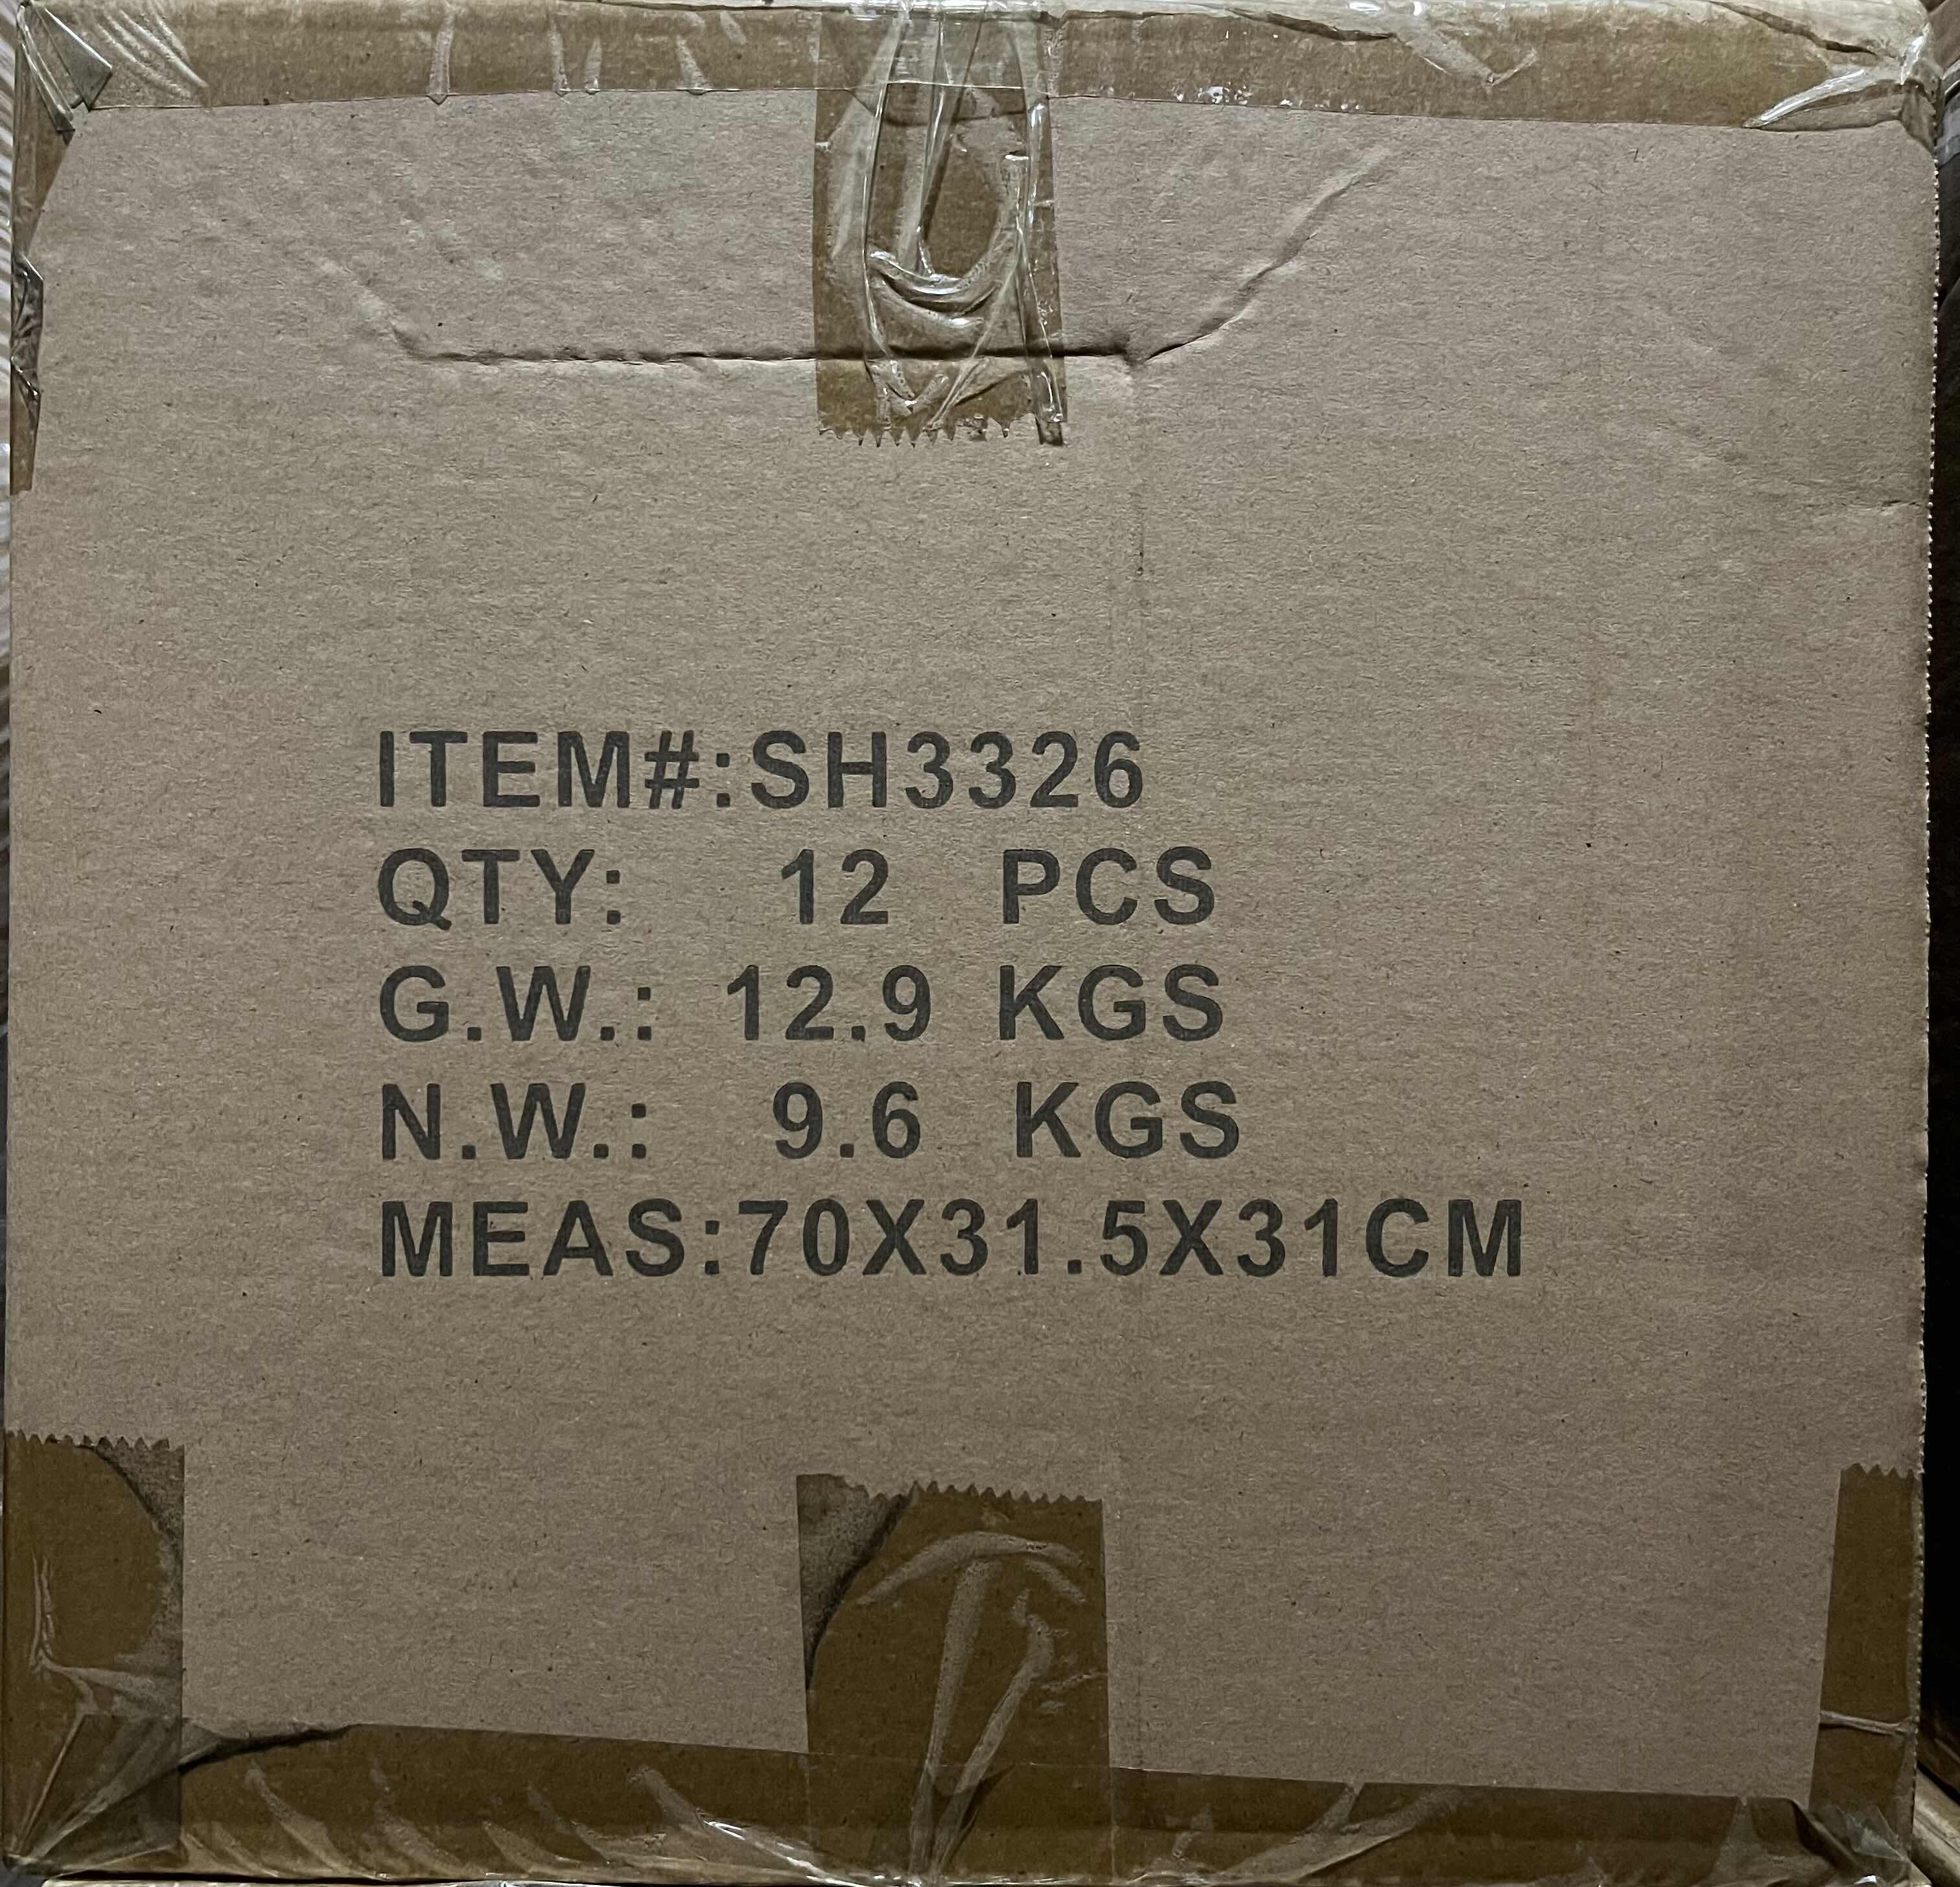 ITEM#:SH3326
QTY: 12 PCS
G.W.: 12.9 KGS
N.W.: 9.6 KGS
MEAS:70X31.5X31CM